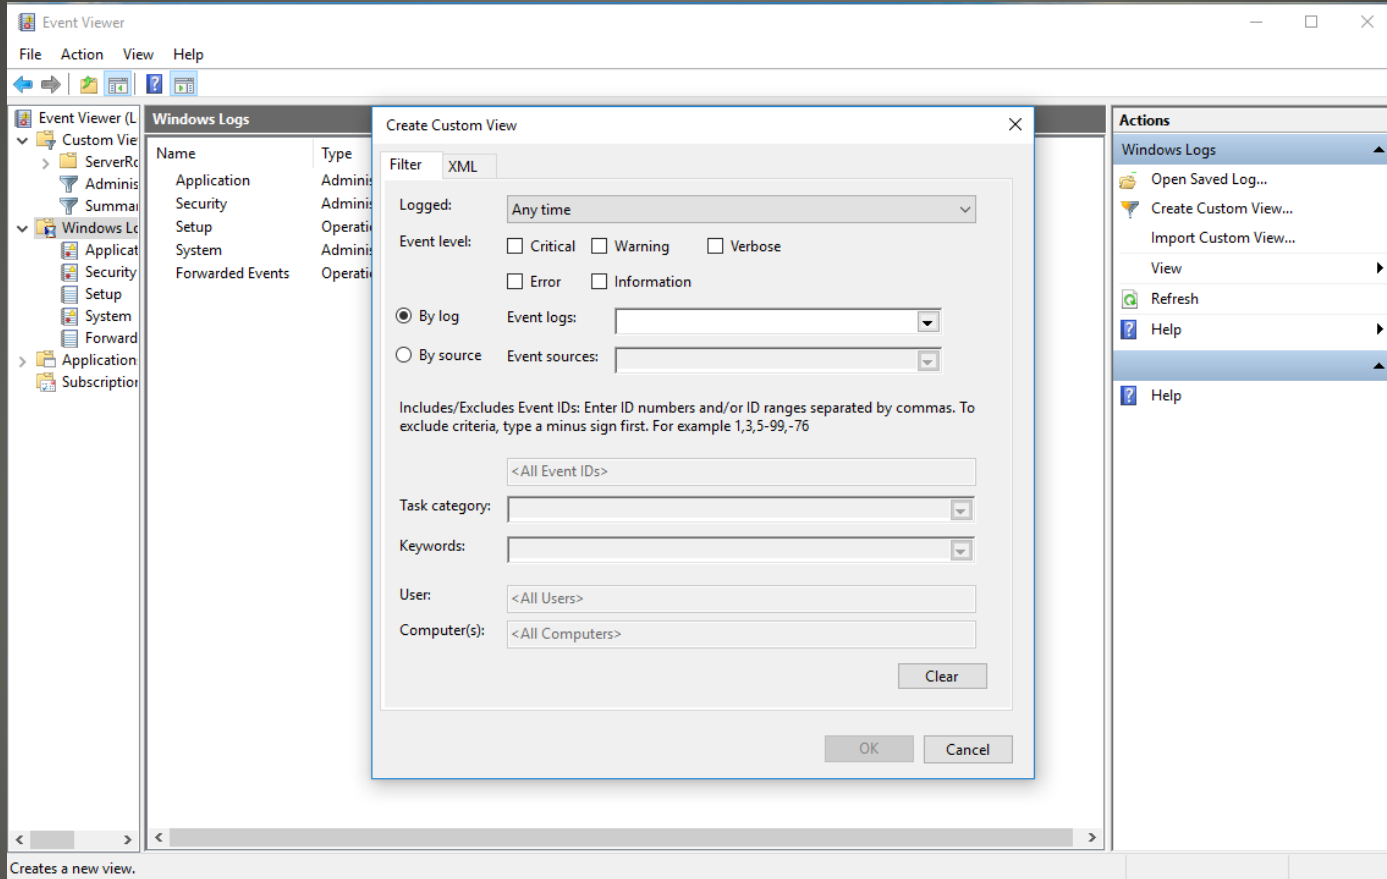 Event Viewer
File Action View Help
Event Viewer (L
Custom Vie
ServerRo
Adminis
Summar
Windows Lo
Applicat
Security
Setup
System
Forward
Application
Subscription
Windows Logs
Name Type
Application Adminis
Security Adminis
Setup Operati
System Adminis
Forwarded Events Operati
Create Custom View
Filter XML
Logged: Any time
Event level: Critical Warning Verbose
Error Information
By log Event logs:
By source Event sources:
Includes/Excludes Event IDs: Enter ID numbers and/or ID ranges separated by commas. To
exclude criteria, type a minus sign first. For example 1,3,5-99,-76
<All Event IDs>
Task category:
Keywords:
User: <All Users>
Computer(s): <All Computers>
Clear
OK Cancel
Actions
Windows Logs
Open Saved Log...
Create Custom View...
Import Custom View...
View
Refresh
Help
Help
Creates a new view.